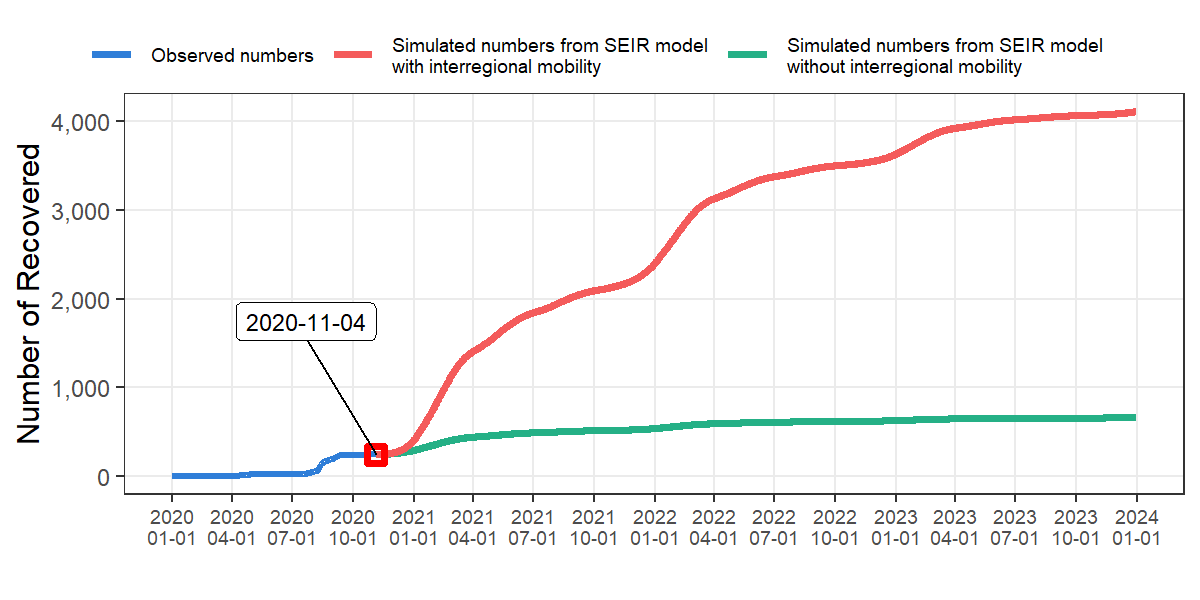 Observed numbers
Simulated numbers from SEIR model
with interregional mobility
Simulated numbers from SEIR model
without interregional mobility
Number of Recovered
4,000
3,000
2,000
1,000
0
2020-11-04
2020 2020 2020 2020 2021 2021 2021 2021 2022 2022 2022 2022 2023 2023 2023 2023 2024
01-01 04-01 07-01 10-01 01-01 04-01 07-01 10-01 01-01 04-01 07-01 10-01 01-01 04-01 07-01 10-01 01-01